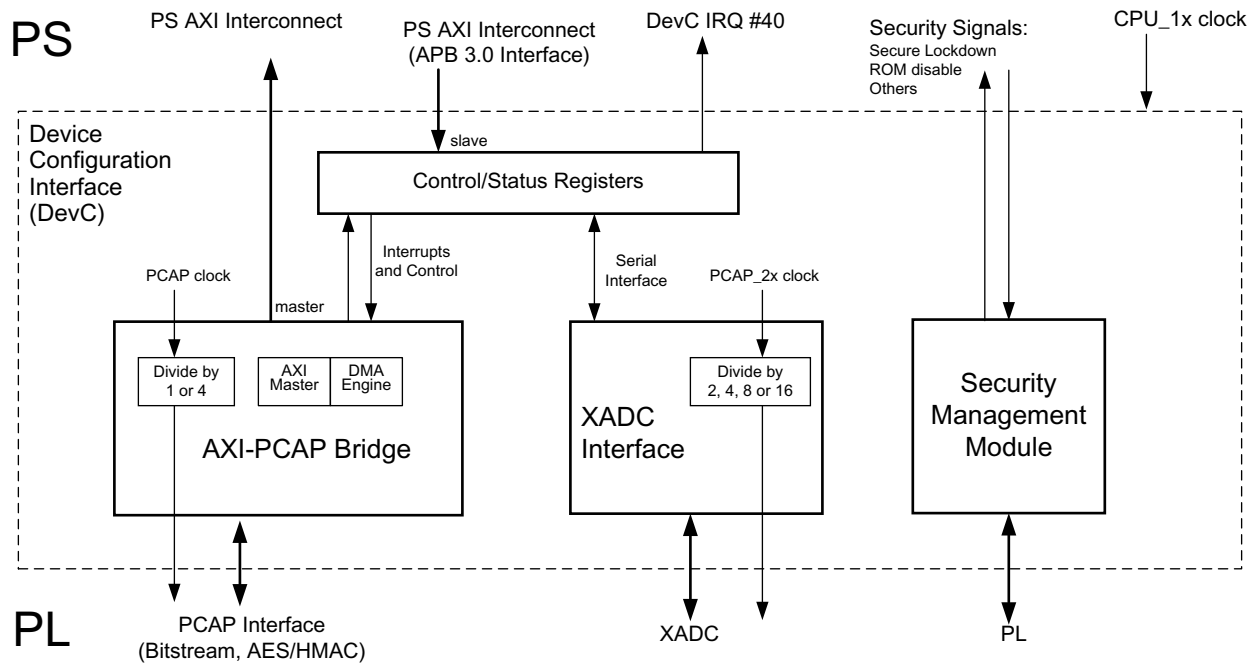 PS
PS AXI Interconnect
PS AXI Interconnect
(APB 3.0 Interface)
DevC IRQ #40
Security Signals:
Secure Lockdown
ROM disable
Others
CPU_1x clock
Device
Configuration
Interface
(DevC)
slave
Control/Status Registers
Interrupts
and Control
Serial
Interface
PCAP clock
PCAP_2x clock
master
Divide by
1 or 4
AXI
Master
DMA
Engine
AXI-PCAP Bridge
Divide by
2, 4, 8 or 16
XADC
Interface
Security
Management
Module
PL
PCAP Interface
(Bitstream, AES/HMAC)
XADC
PL